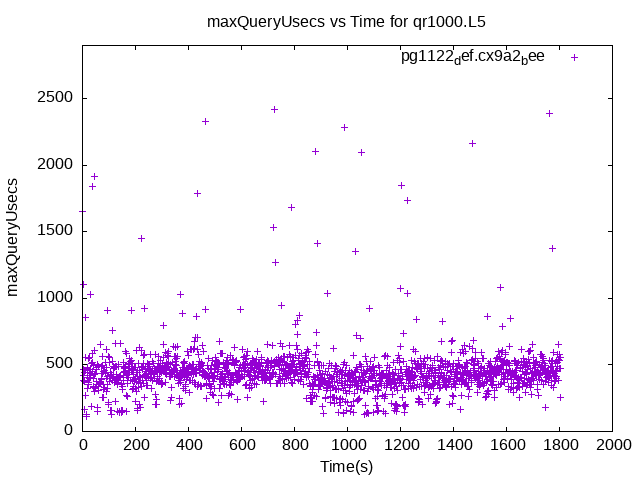 maxQueryUsecs vs Time for qr1000.L5
pg1122def.cx9a2bee
2500
2000
1500
1000
500
0
maxQueryUsecs
0 200 400 600 800 1000 1200 1400 1600 1800 2000
Time(s)